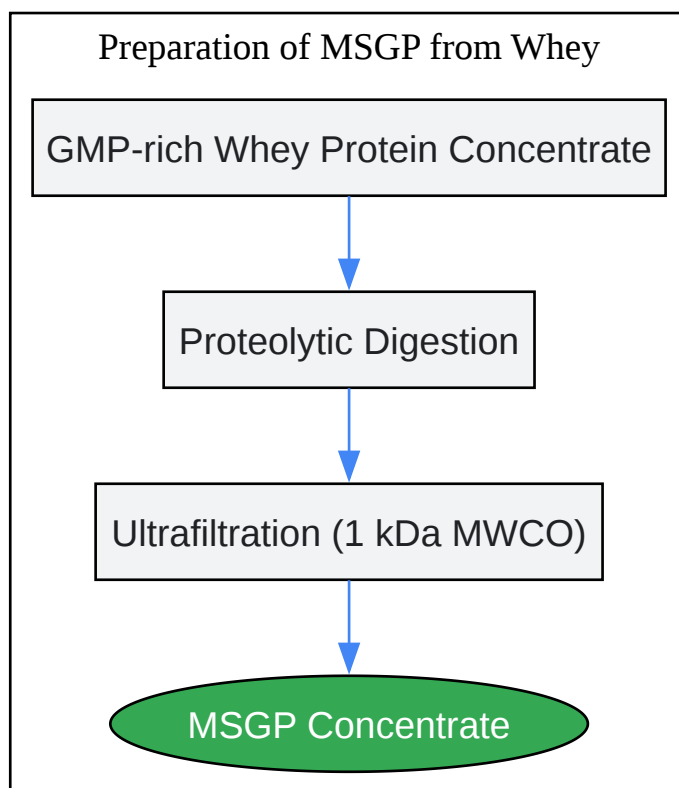 Preparation of MSGP from Whey
GMP-rich Whey Protein Concentrate
Proteolytic Digestion
Ultrafiltration (1 kDa MWCO)
MSGP Concentrate